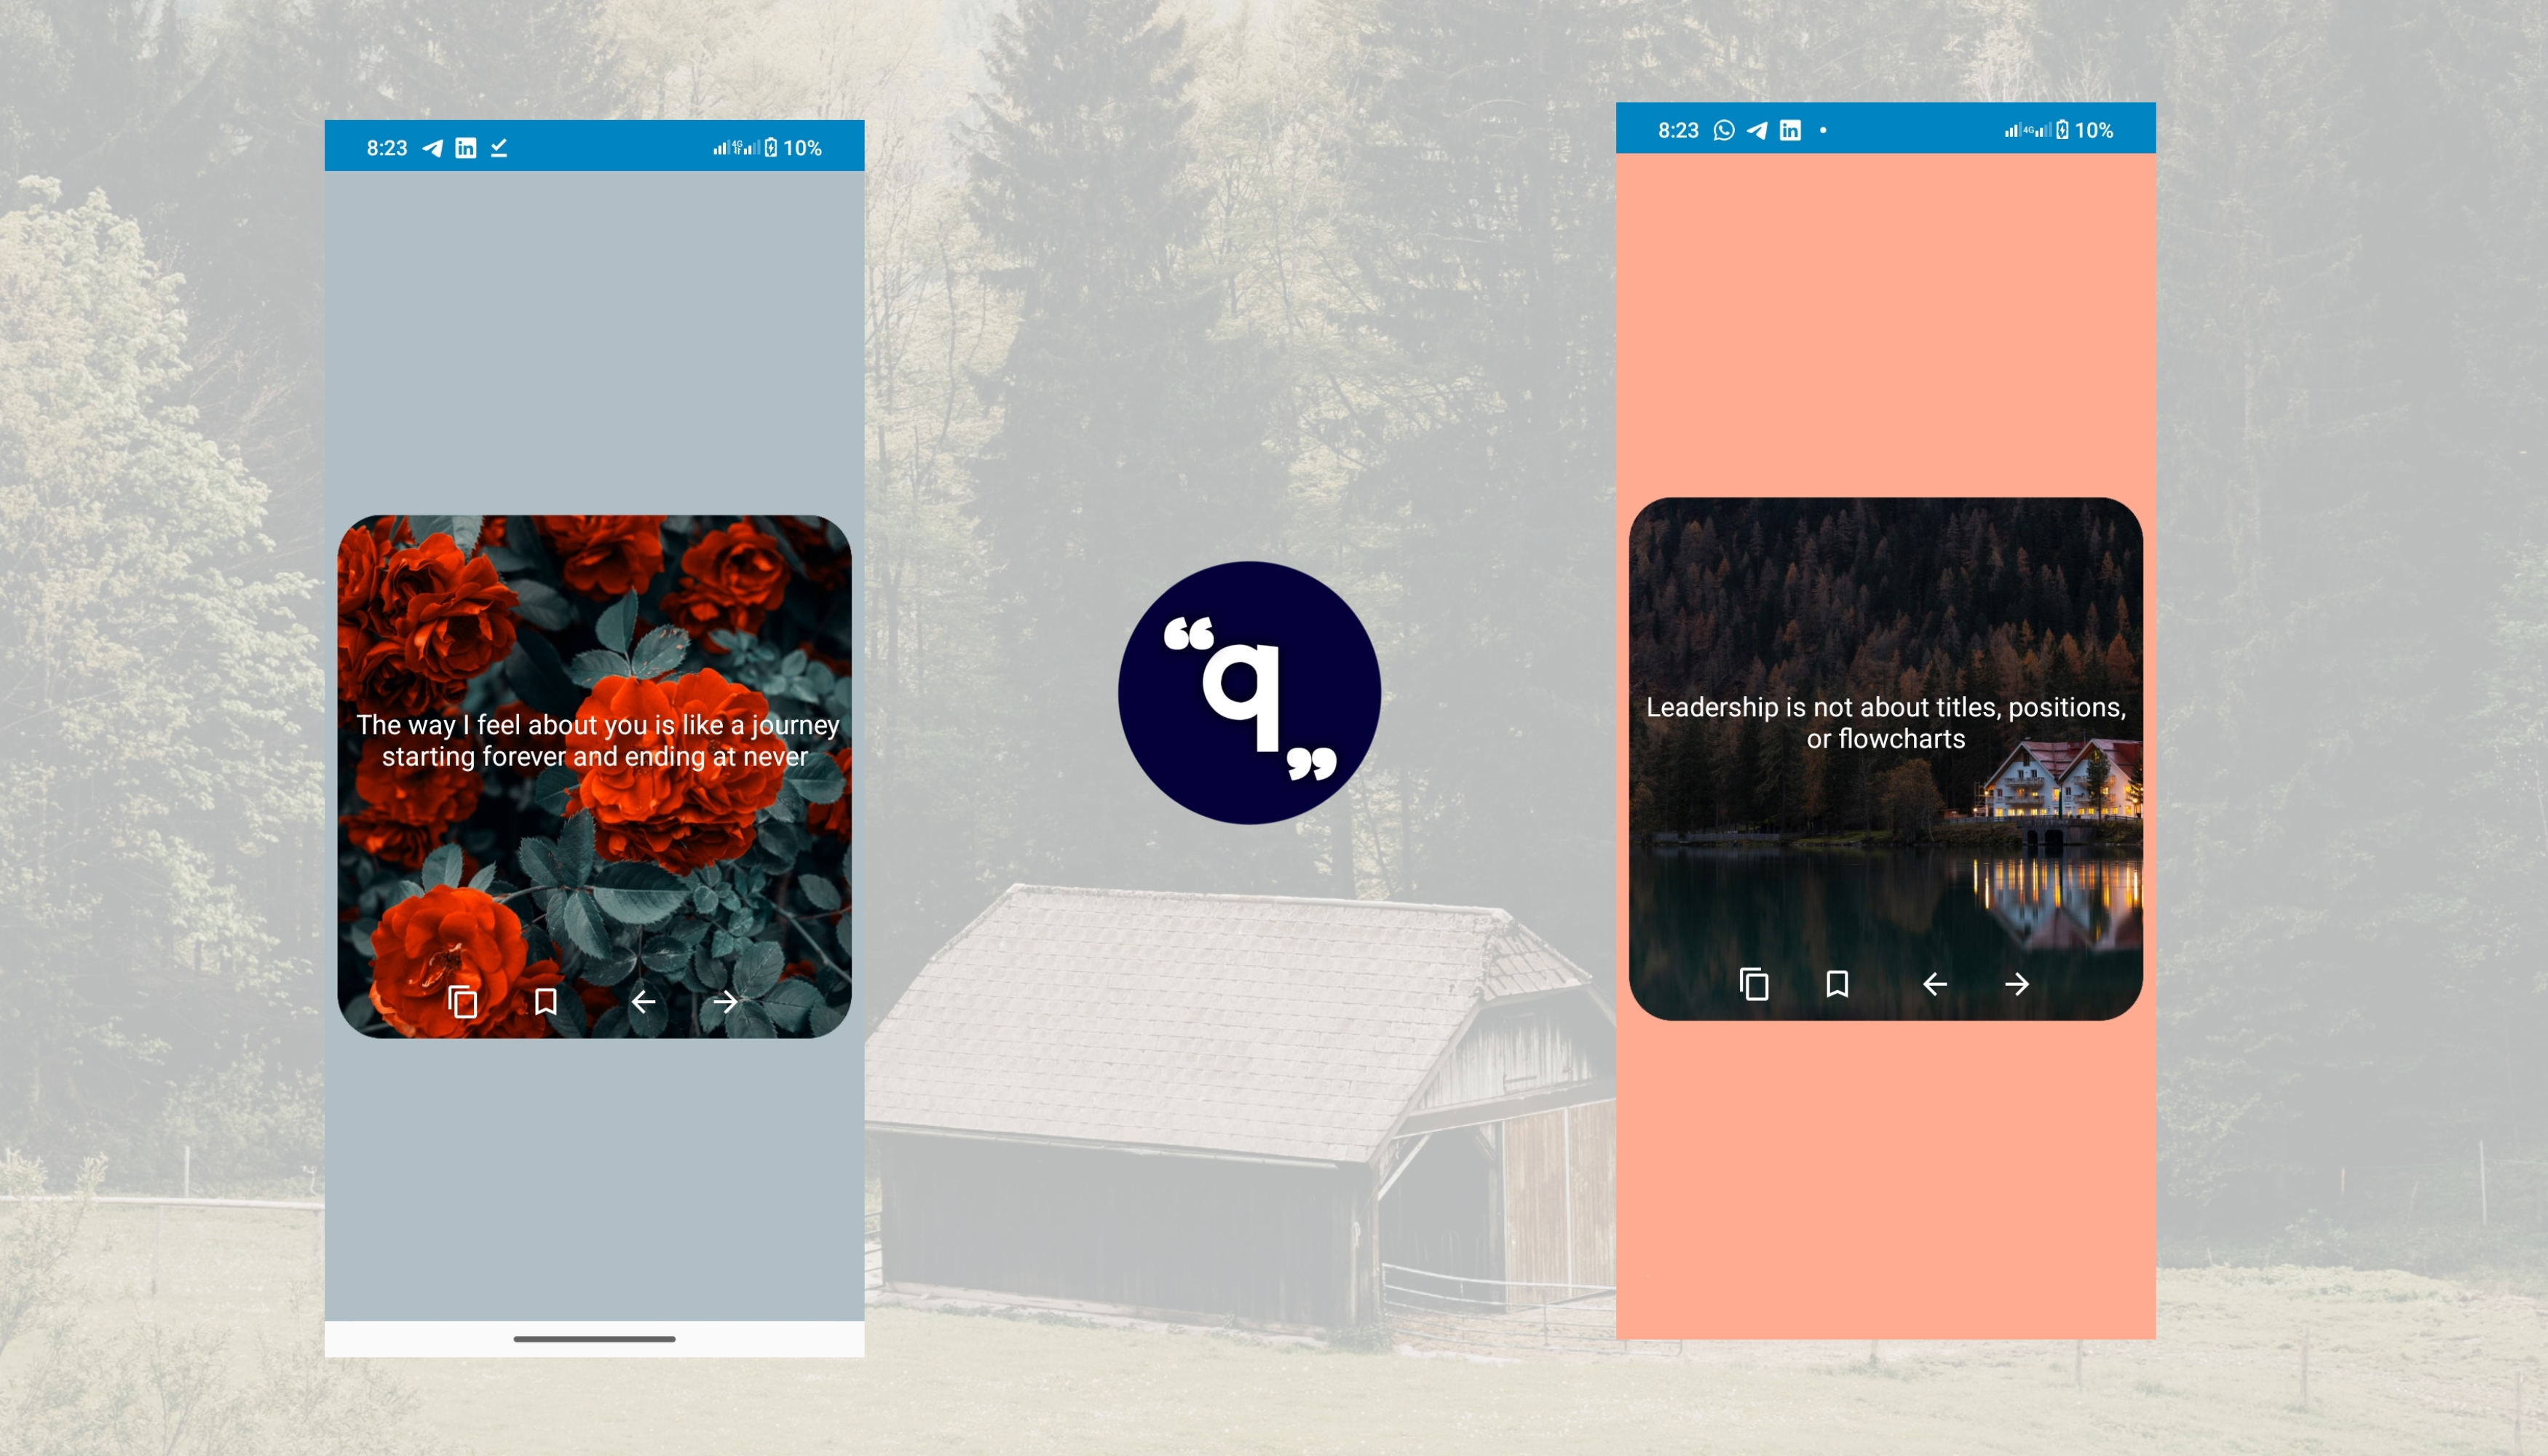 8:23
10%
The way I feel about you is like a journey
starting forever and ending at never
“q”
8:23
4G
10%
Leadership is not about titles, positions,
or flowcharts